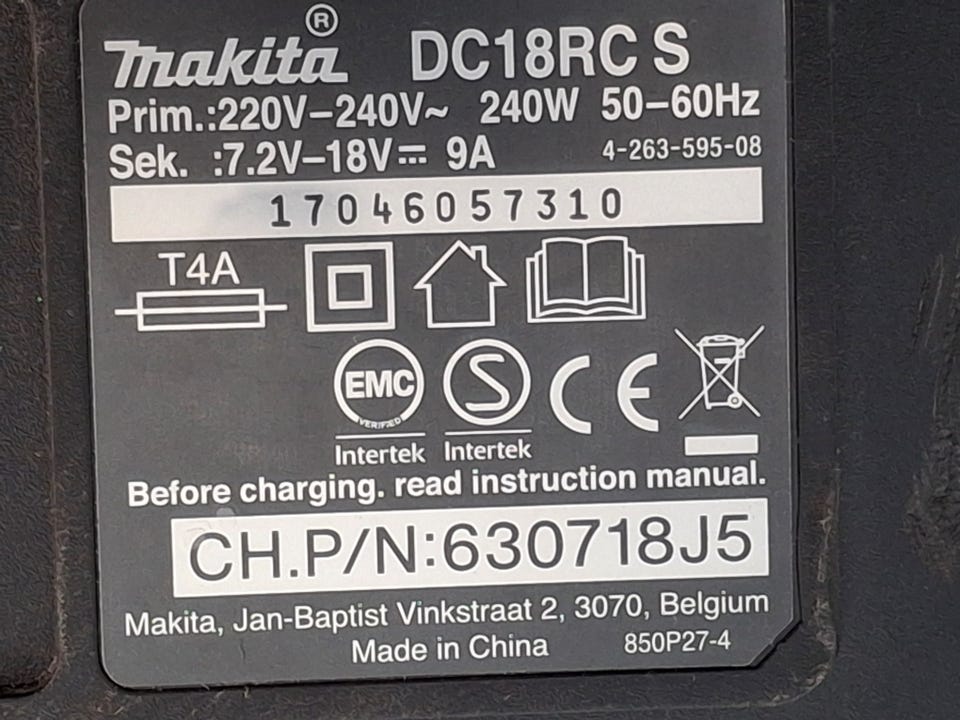 makita® DC18RC S
Prim.:220V–240V~ 240W 50–60Hz
Sek. :7.2V–18V⎓ 9A 4-263-595-08
17046057310
T4A
EMC S CE
VERIFIED
Intertek Intertek
Before charging. read instruction manual.
CH.P/N:630718J5
Makita, Jan-Baptist Vinkstraat 2, 3070, Belgium
Made in China 850P27-4